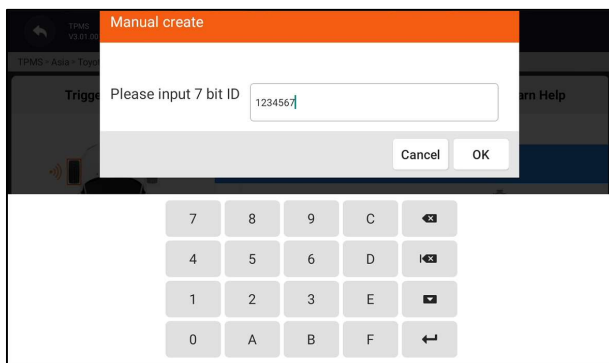 Manual create
TPMS
V3.01.00
TPMS > Asia > Toyo
Trigge
arn Help
Please input 7 bit ID
1234567
Cancel OK
7 8 9 C
4 5 6 D
1 2 3 E
0 A B F